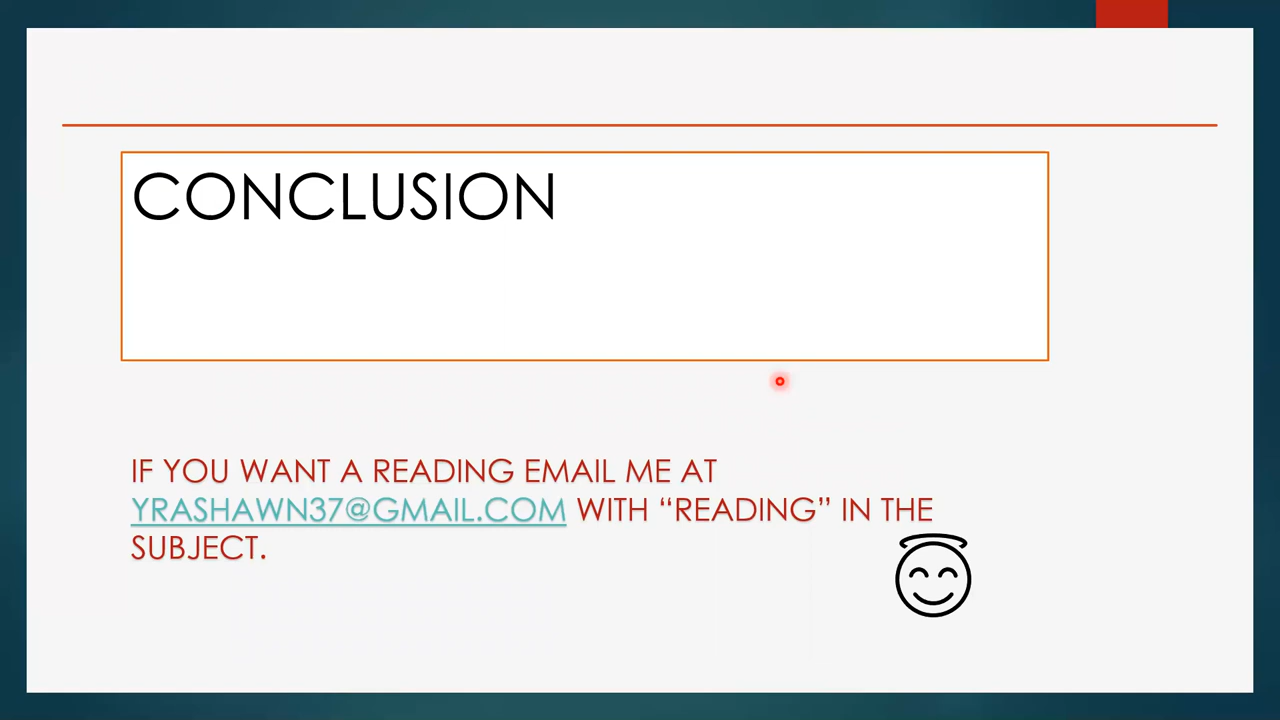 CONCLUSION
IF YOU WANT A READING EMAIL ME AT
YRASHAWN37@GMAIL.COM WITH “READING” IN THE
SUBJECT.